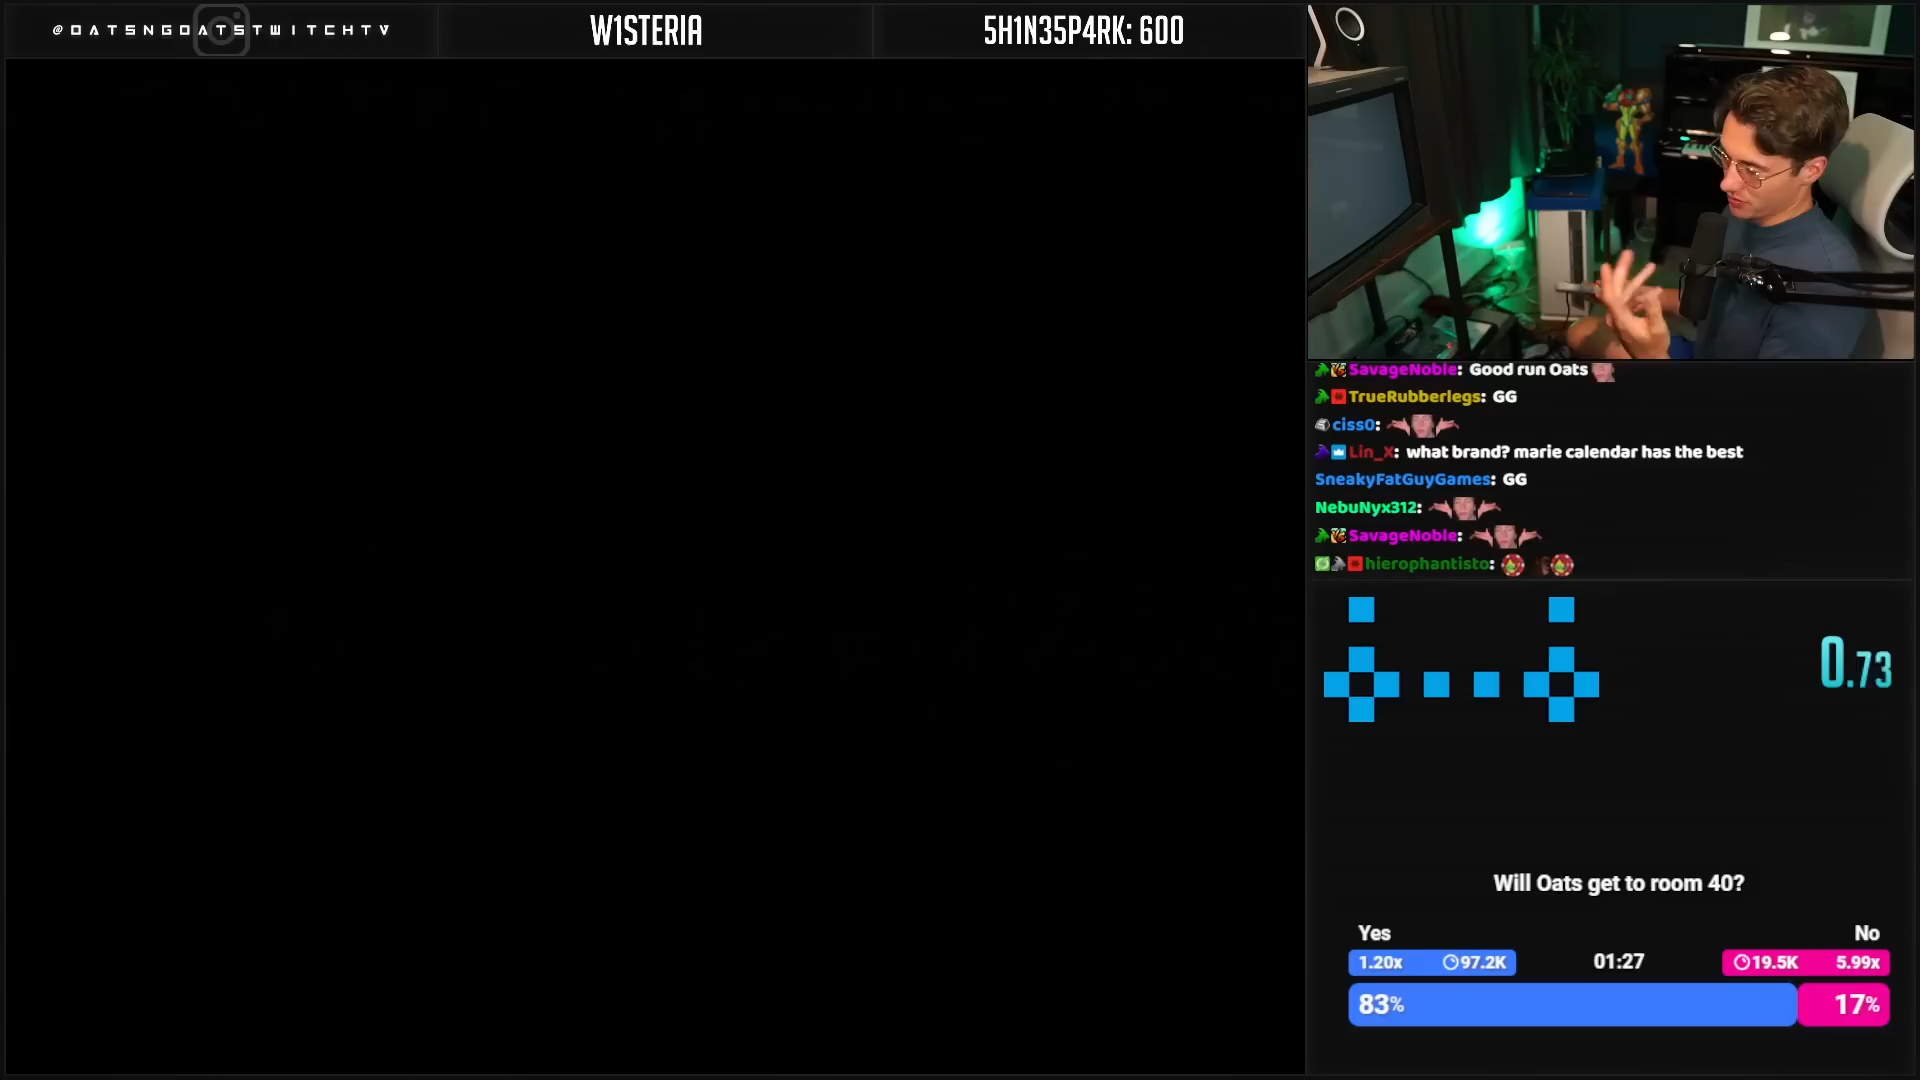 @OATSNGOATSTWITCHTV
W1STERIA
5H1N35P4RK: 600
SavageNoble: Good run Oats
TrueRubberlegs: GG
ciss0:
Lin_X: what brand? marie calendar has the best
SneakyFatGuyGames: GG
NebuNyx312:
SavageNoble:
hierophantisto:
0.73
Will Oats get to room 40?
Yes No
1.20x 97.2K 01:27 19.5K 5.99x
83% 17%